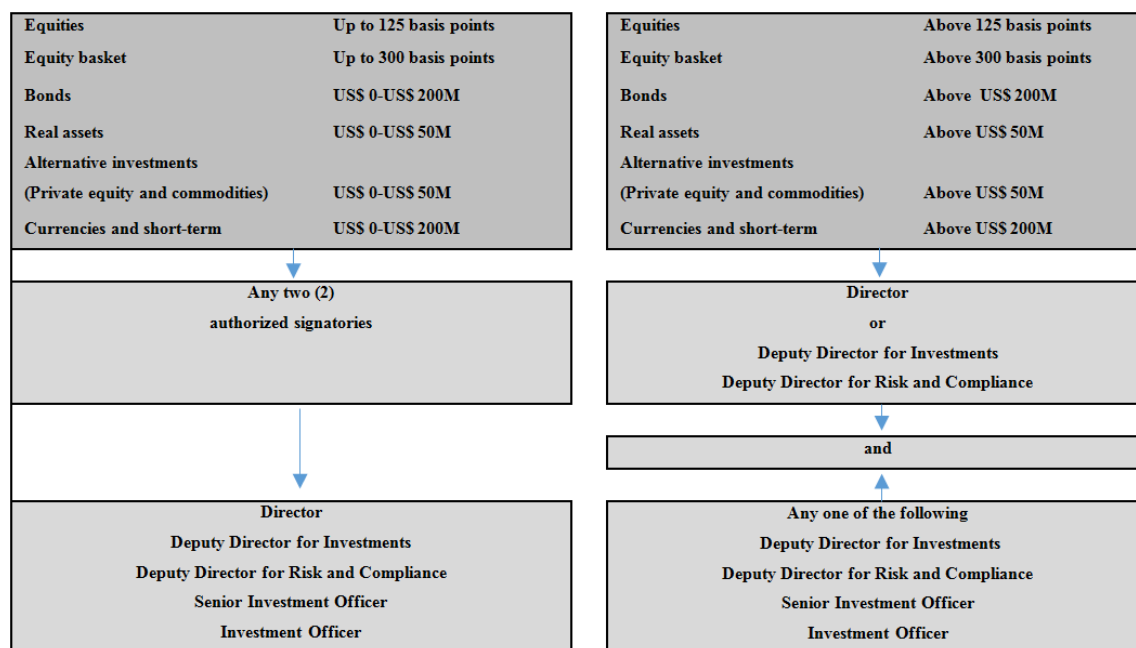 Equities Up to 125 basis points
Equity basket Up to 300 basis points
Bonds US$ 0-US$ 200M
Real assets US$ 0-US$ 50M
Alternative investments
(Private equity and commodities) US$ 0-US$ 50M
Currencies and short-term US$ 0-US$ 200M
Any two (2)
authorized signatories
Director
Deputy Director for Investments
Deputy Director for Risk and Compliance
Senior Investment Officer
Investment Officer
Equities Above 125 basis points
Equity basket Above 300 basis points
Bonds Above US$ 200M
Real assets Above US$ 50M
Alternative investments
(Private equity and commodities) Above US$ 50M
Currencies and short-term Above US$ 200M
Director
or
Deputy Director for Investments
Deputy Director for Risk and Compliance
and
Any one of the following
Deputy Director for Investments
Deputy Director for Risk and Compliance
Senior Investment Officer
Investment Officer